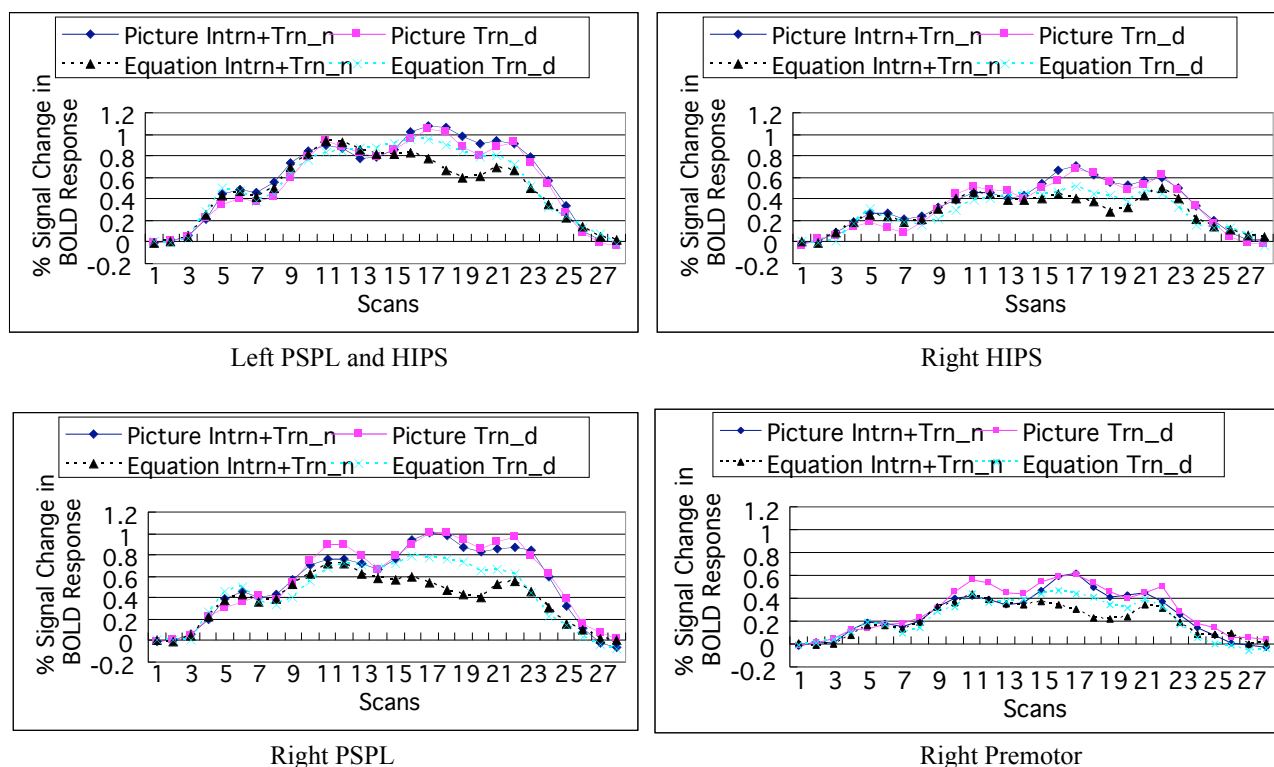 Picture Intrn+Trn_n Picture Trn_d
Equation Intrn+Trn_n Equation Trn_d
% Signal Change in
BOLD Response
1.2
1
0.8
0.6
0.4
0.2
0
-0.2
1 3 5 7 9 11 13 15 17 19 21 23 25 27
Scans
Left PSPL and HIPS
Picture Intrn+Trn_n Picture Trn_d
Equation Intrn+Trn_n Equation Trn_d
% Signal Change in
BOLD Response
1.2
1
0.8
0.6
0.4
0.2
0
-0.2
1 3 5 7 9 11 13 15 17 19 21 23 25 27
Ssans
Right HIPS
Picture Intrn+Trn_n Picture Trn_d
Equation Intrn+Trn_n Equation Trn_d
% Signal Change in
BOLD Response
1.2
1
0.8
0.6
0.4
0.2
0
-0.2
1 3 5 7 9 11 13 15 17 19 21 23 25 27
Scans
Right PSPL
Picture Intrn+Trn_n Picture Trn_d
Equation Intrn+Trn_n Equation Trn_d
% Signal Change in
BOLD Response
1.2
1
0.8
0.6
0.4
0.2
0
-0.2
1 3 5 7 9 11 13 15 17 19 21 23 25 27
Scans
Right Premotor